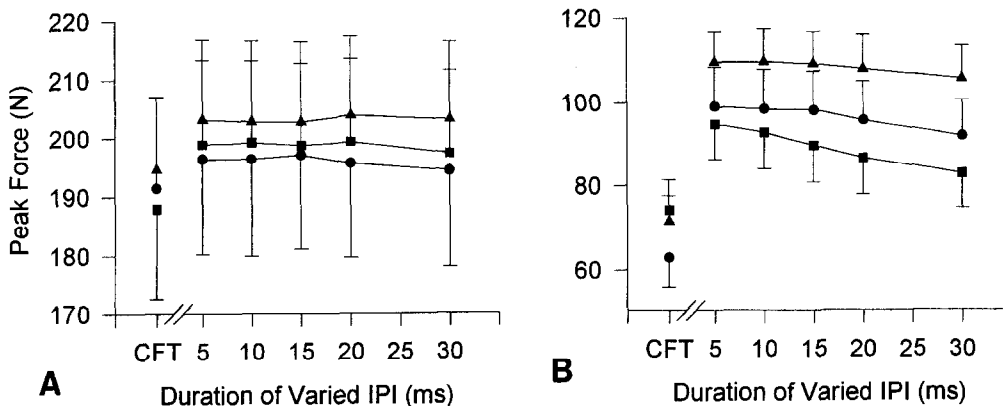 Peak Force (N)
220
210
200
190
180
170
CFT 5 10 15 20 25 30
Duration of Varied IPI (ms)
A
120
100
80
60
CFT 5 10 15 20 25 30
Duration of Varied IPI (ms)
B